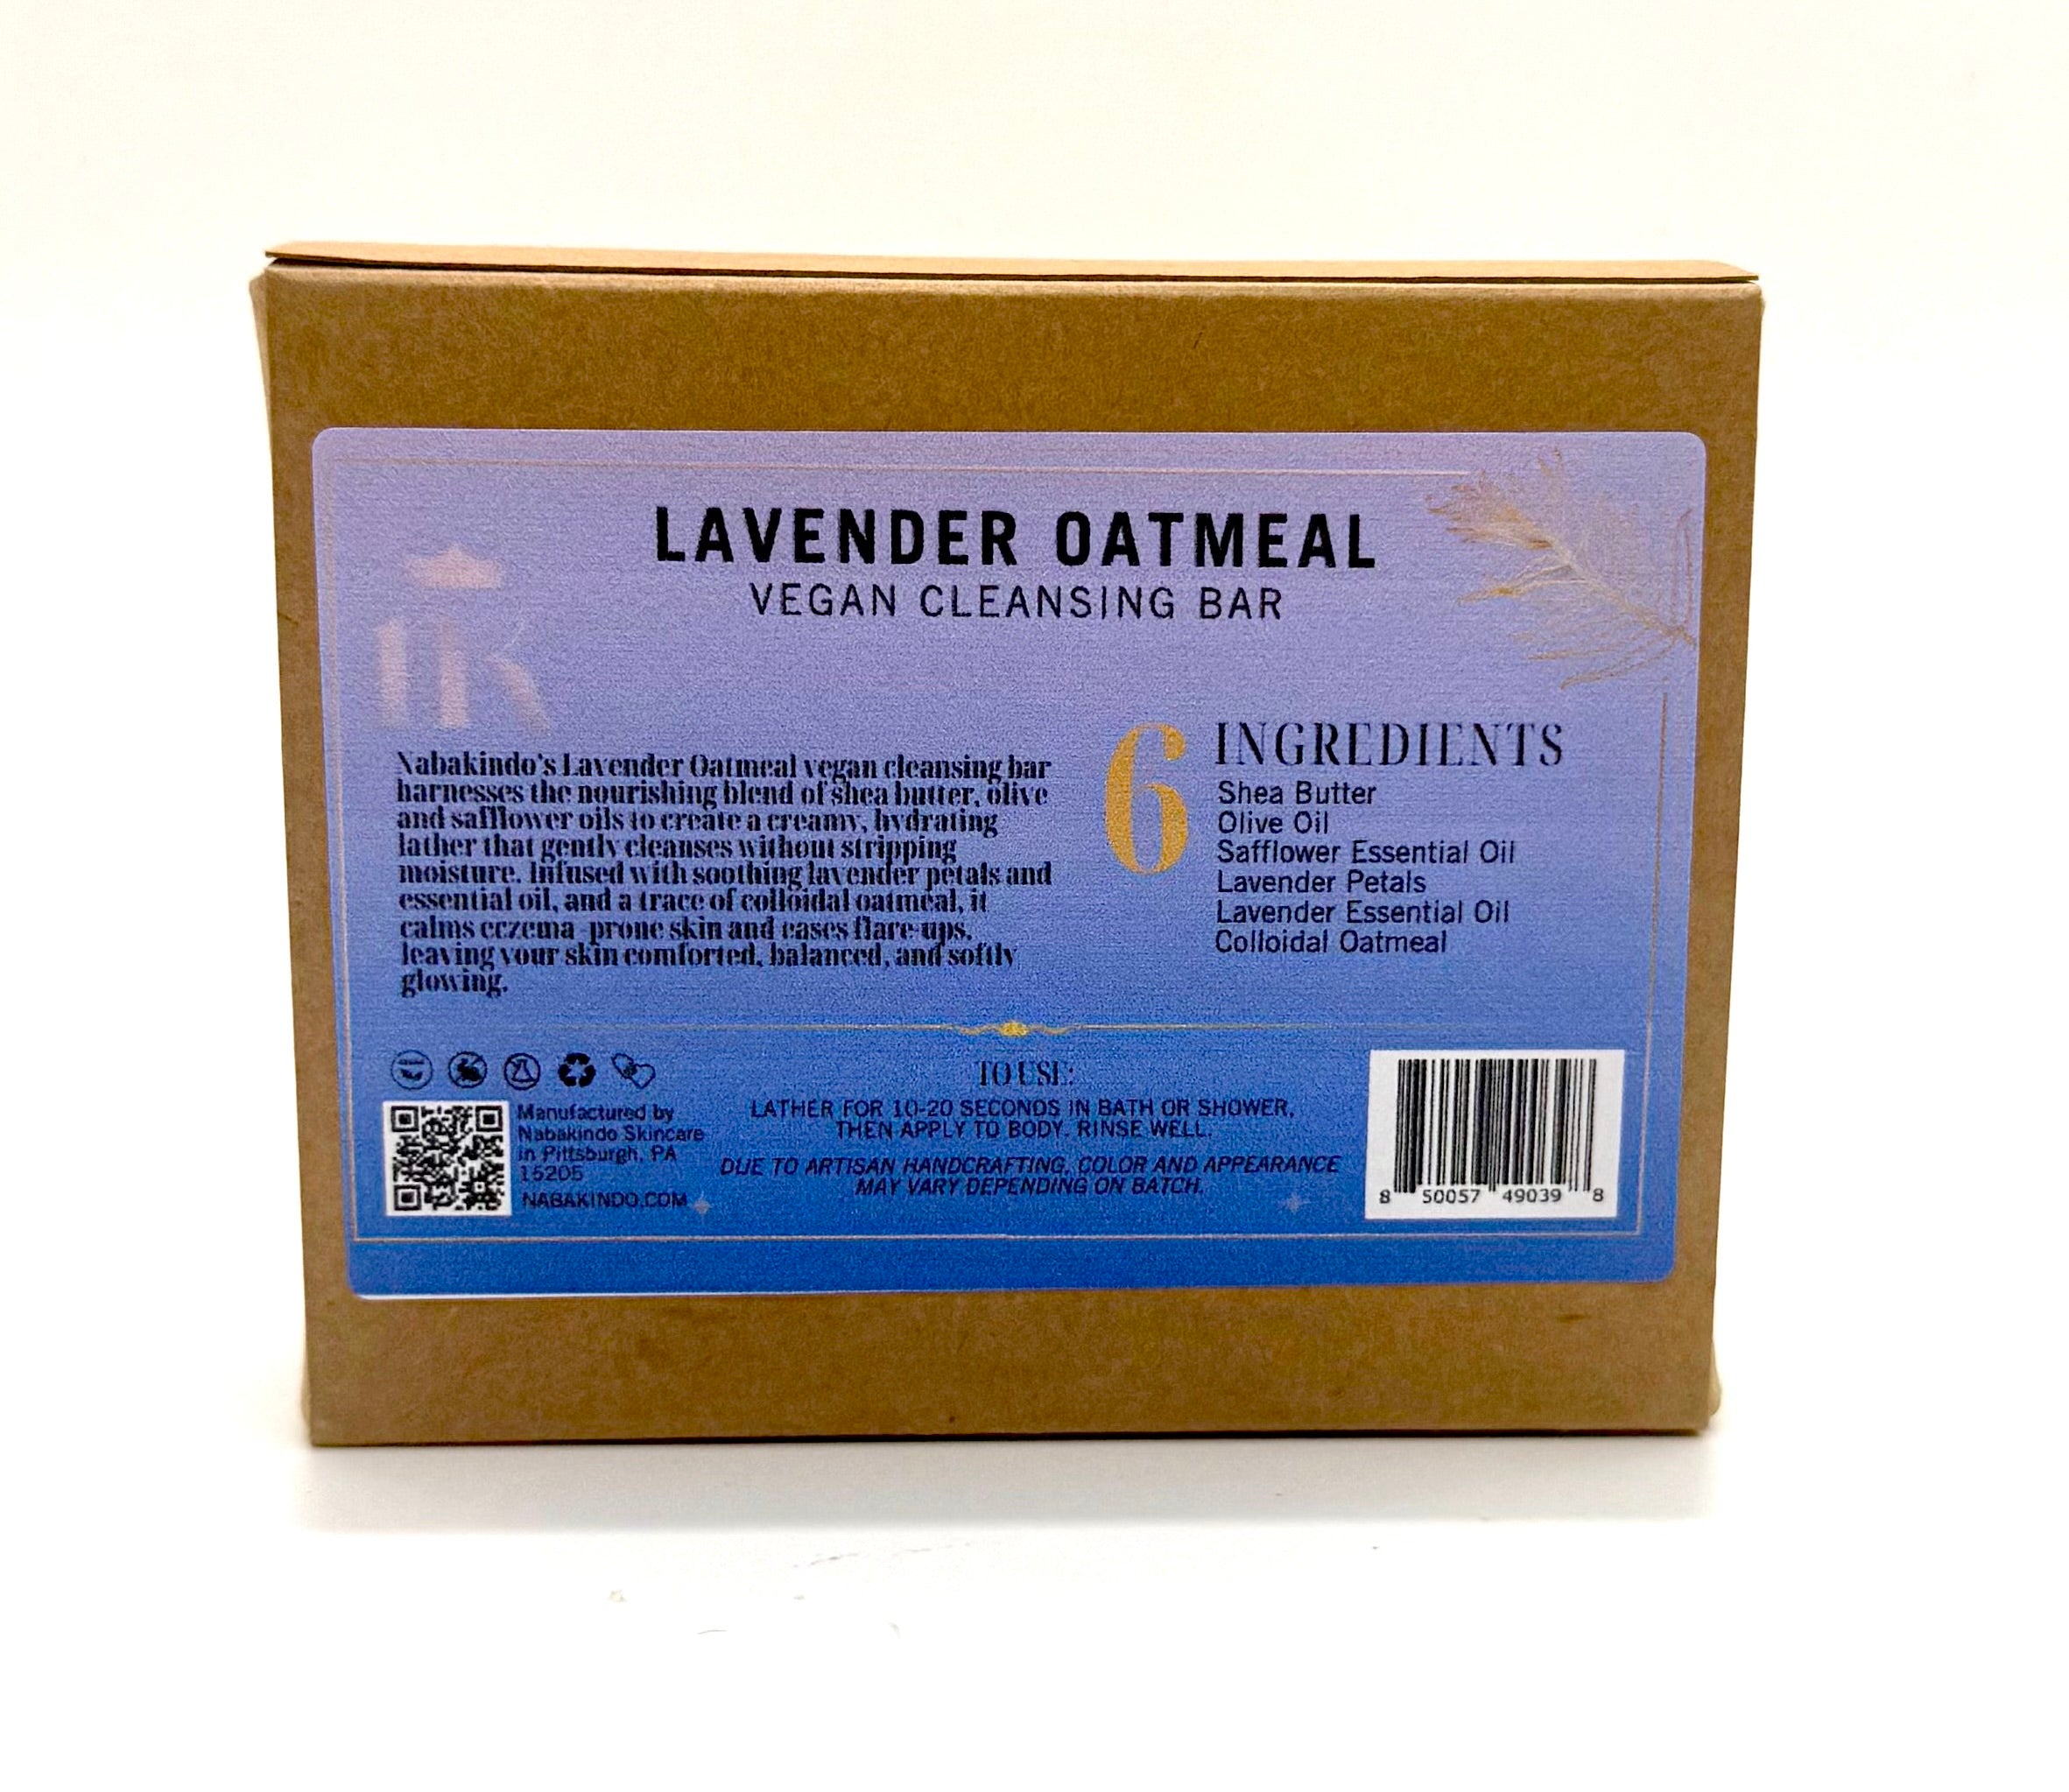 LAVENDER OATMEAL
VEGAN CLEANSING BAR
NK
Nabakindo's Lavender Oatmeal vegan cleansing bar
harnesses the nourishing blend of shea butter, olive
and safflower oils to create a creamy, hydrating
lather that gently cleanses without stripping
moisture. Infused with soothing lavender petals and
essential oil, and a trace of colloidal oatmeal, it
calms eczema-prone skin and eases flare-ups,
leaving your skin comforted, balanced, and softly
glowing.
6 INGREDIENTS
Shea Butter
Olive Oil
Safflower Essential Oil
Lavender Petals
Lavender Essential Oil
Colloidal Oatmeal
Manufactured by
Nabakindo Skincare
in Pittsburgh, PA
15205
NABAKINDO.COM
TO USE:
LATHER FOR 10-20 SECONDS IN BATH OR SHOWER,
THEN APPLY TO BODY. RINSE WELL.
DUE TO ARTISAN HANDCRAFTING, COLOR AND APPEARANCE
MAY VARY DEPENDING ON BATCH.
8 50057 49039 8